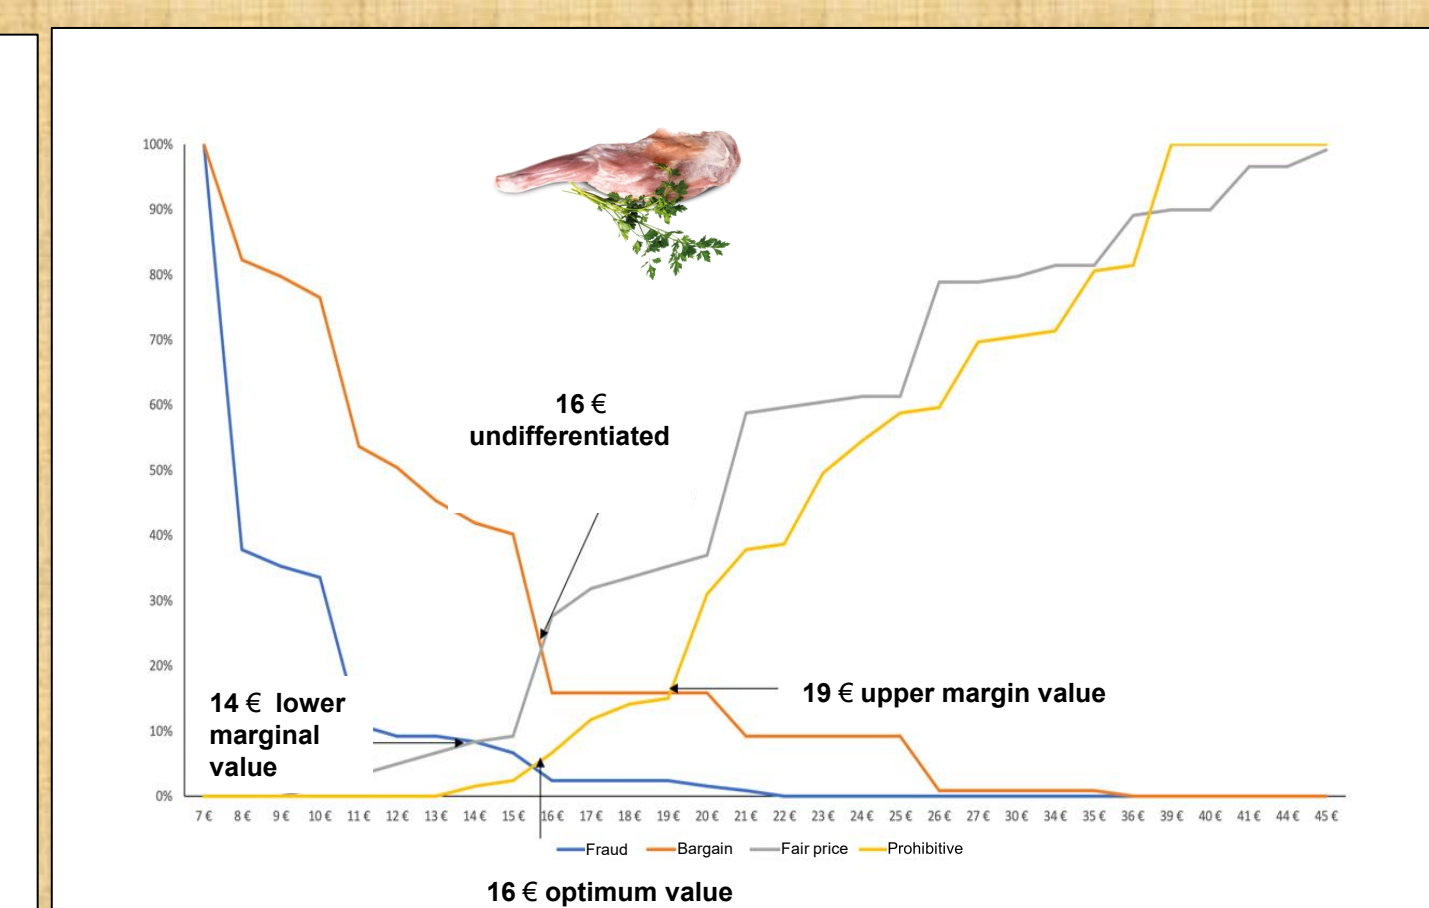 100%
90%
80%
70%
60%
50%
40%
30%
20%
10%
0%
16 €
undifferentiated
14 € lower
marginal
value
19 € upper margin value
7 € 8 € 9 € 10 € 11 € 12 € 13 € 14 € 15 € 16 € 17 € 18 € 19 € 20 € 21 € 22 € 23 € 24 € 25 € 26 € 27 € 30 € 34 € 35 € 36 € 39 € 40 € 41 € 44 € 45 €
Fraud Bargain Fair price Prohibitive
16 € optimum value